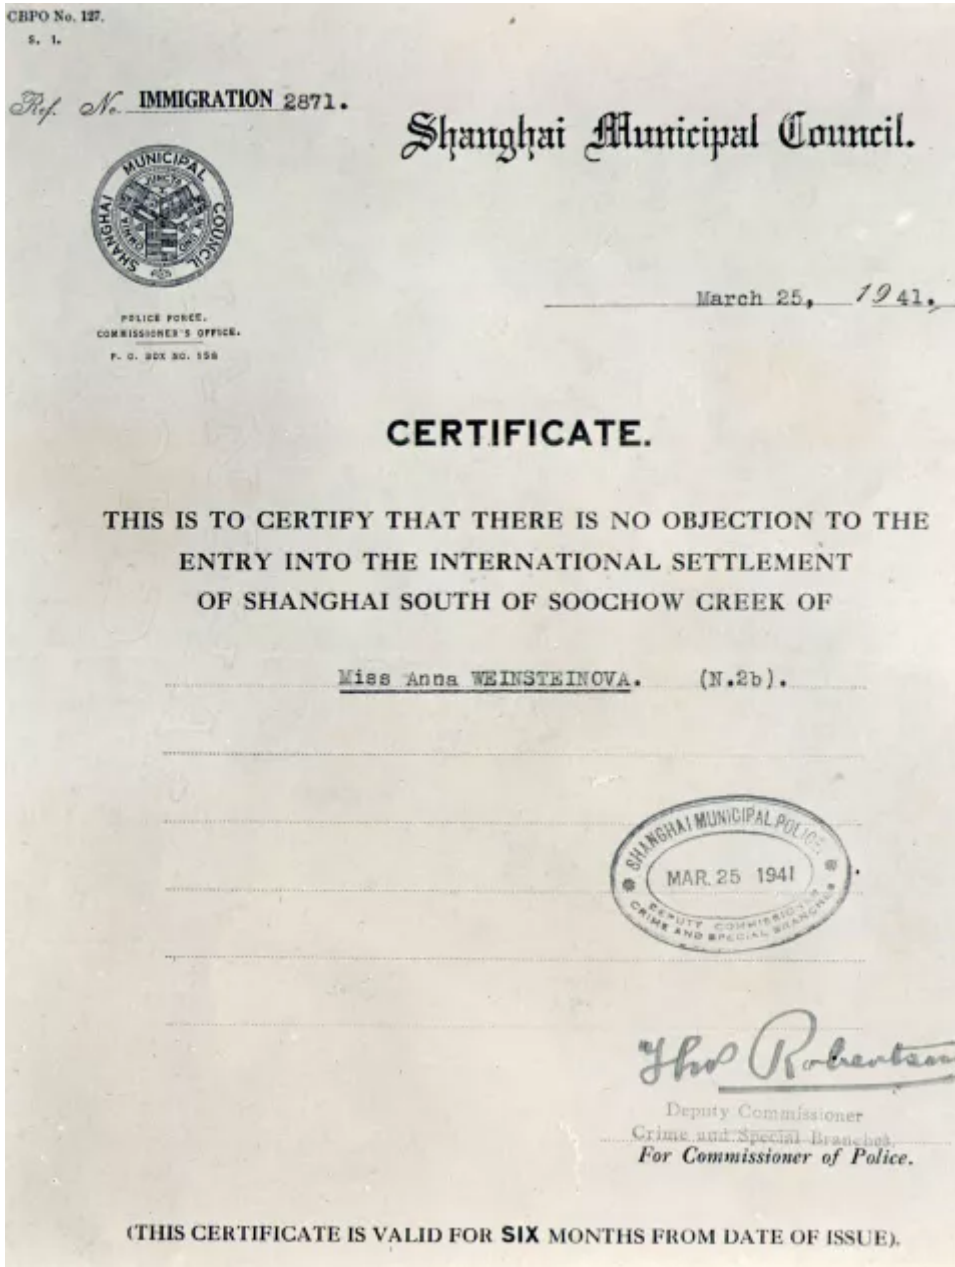 CBPO No. 127.
S. 1.
Ref. No. IMMIGRATION 2871.
Shanghai Municipal Council.
SHANGHAI MUNICIPAL COUNCIL
OMNIA JUNCTA IN UNO
POLICE FORCE.
COMMISSIONER'S OFFICE.
P. O. BOX NO. 158
March 25, 1941.
CERTIFICATE.
THIS IS TO CERTIFY THAT THERE IS NO OBJECTION TO THE
ENTRY INTO THE INTERNATIONAL SETTLEMENT
OF SHANGHAI SOUTH OF SOOCHOW CREEK OF
Miss Anna WEINSTEINOVA. (N.2b).
SHANGHAI MUNICIPAL POLICE
MAR. 25 1941
DEPUTY COMMISSIONER
CRIME AND SPECIAL BRANCHES
Robertson
Deputy Commissioner
Crime and Special Branches.
For Commissioner of Police.
(THIS CERTIFICATE IS VALID FOR SIX MONTHS FROM DATE OF ISSUE).